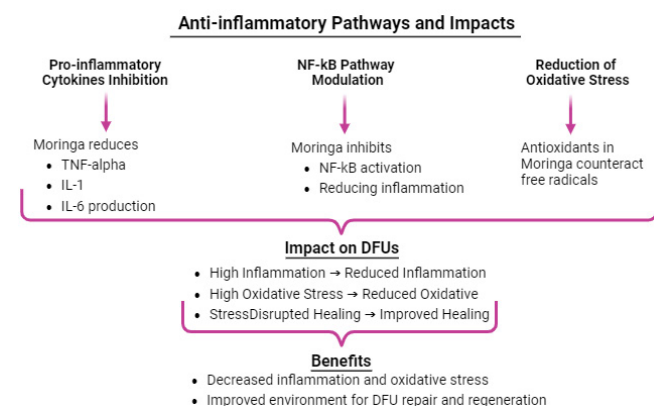 Anti-inflammatory Pathways and Impacts
Pro-inflammatory
Cytokines Inhibition
Moringa reduces
• TNF-alpha
• IL-1
• IL-6 production
NF-kB Pathway
Modulation
Moringa inhibits
• NF-kB activation
• Reducing inflammation
Reduction of
Oxidative Stress
Antioxidants in
Moringa counteract
free radicals
Impact on DFUs
• High Inflammation → Reduced Inflammation
• High Oxidative Stress → Reduced Oxidative
• StressDisrupted Healing → Improved Healing
Benefits
• Decreased inflammation and oxidative stress
• Improved environment for DFU repair and regeneration